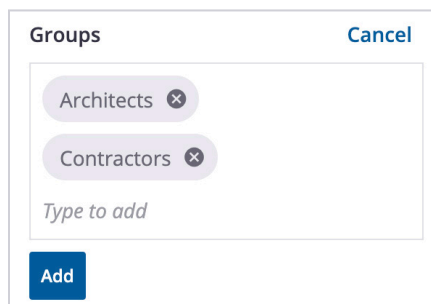 Groups Cancel
Architects
Contractors
Type to add
Add